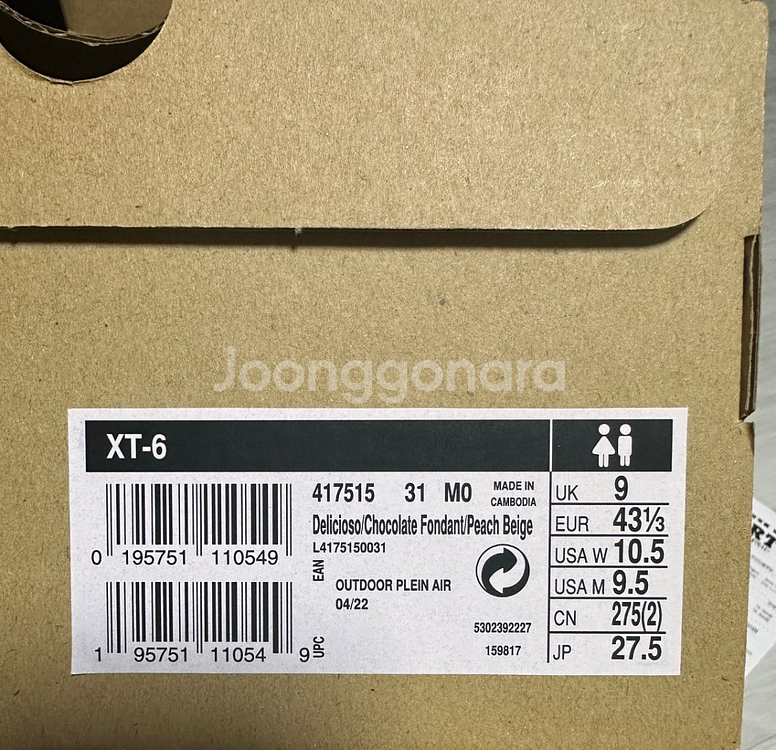 Joonggonara
XT-6
417515 31 M0 MADE IN CAMBODIA
Delicioso/Chocolate Fondant/Peach Beige
L4175150031
EAN
0 195751 110549
OUTDOOR PLEIN AIR
04/22
5302392227
159817
UPC
1 95751 11054 9
UK 9
EUR 43⅓
USA W 10.5
USA M 9.5
CN 275(2)
JP 27.5